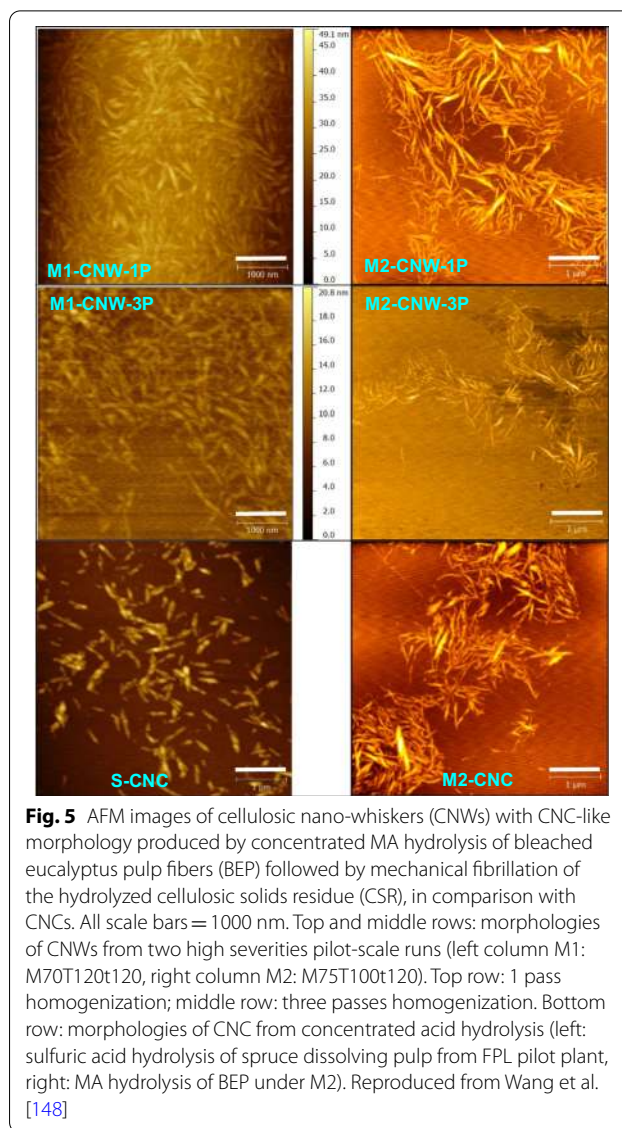 49.1 nm
45.0
40.0
35.0
30.0
25.0
20.0
15.0
10.0
5.0
0.0
M1-CNW-1P
1000 nm
M2-CNW-1P
1 µm
M1-CNW-3P
1000 nm
20.8 nm
18.0
16.0
14.0
12.0
10.0
8.0
6.0
4.0
2.0
0.0
M2-CNW-3P
S-CNC
M2-CNC
1 µm
Fig. 5 AFM images of cellulosic nano-whiskers (CNWs) with CNC-like
morphology produced by concentrated MA hydrolysis of bleached
eucalyptus pulp fibers (BEP) followed by mechanical fibrillation of
the hydrolyzed cellulosic solids residue (CSR), in comparison with
CNCs. All scale bars = 1000 nm. Top and middle rows: morphologies
of CNWs from two high severities pilot-scale runs (left column M1:
M70T120t120, right column M2: M75T100t120). Top row: 1 pass
homogenization; middle row: three passes homogenization. Bottom
row: morphologies of CNC from concentrated acid hydrolysis (left:
sulfuric acid hydrolysis of spruce dissolving pulp from FPL pilot plant,
right: MA hydrolysis of BEP under M2). Reproduced from Wang et al.
[148]